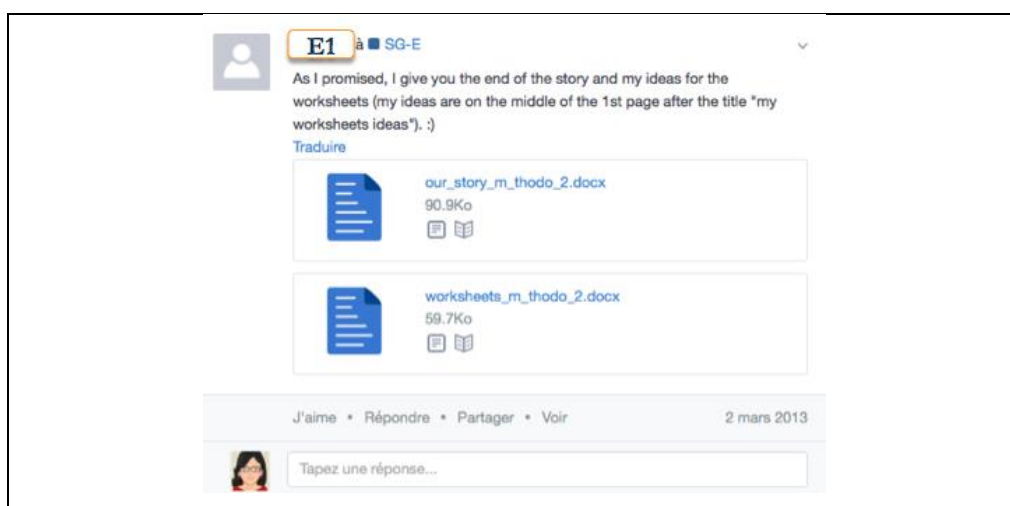 E1 à SG-E
As I promised, I give you the end of the story and my ideas for the
worksheets (my ideas are on the middle of the 1st page after the title "my
worksheets ideas"). :)
Traduire
our_story_m_thodo_2.docx
90.9Ko
worksheets_m_thodo_2.docx
59.7Ko
J'aime • Répondre • Partager • Voir 2 mars 2013
Tapez une réponse...